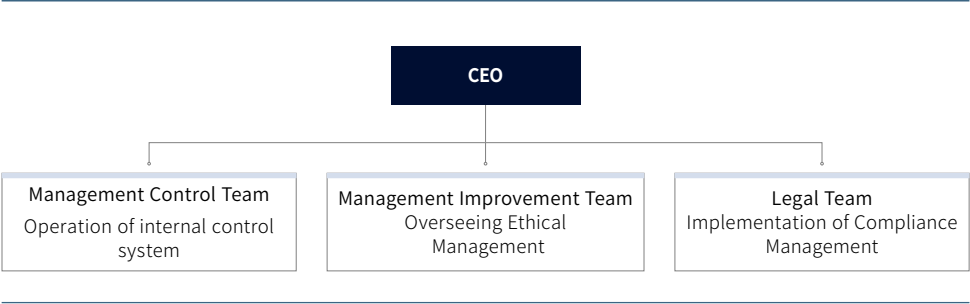 CEO
Management Control Team
Operation of internal control
system
Management Improvement Team
Overseeing Ethical
Management
Legal Team
Implementation of Compliance
Management